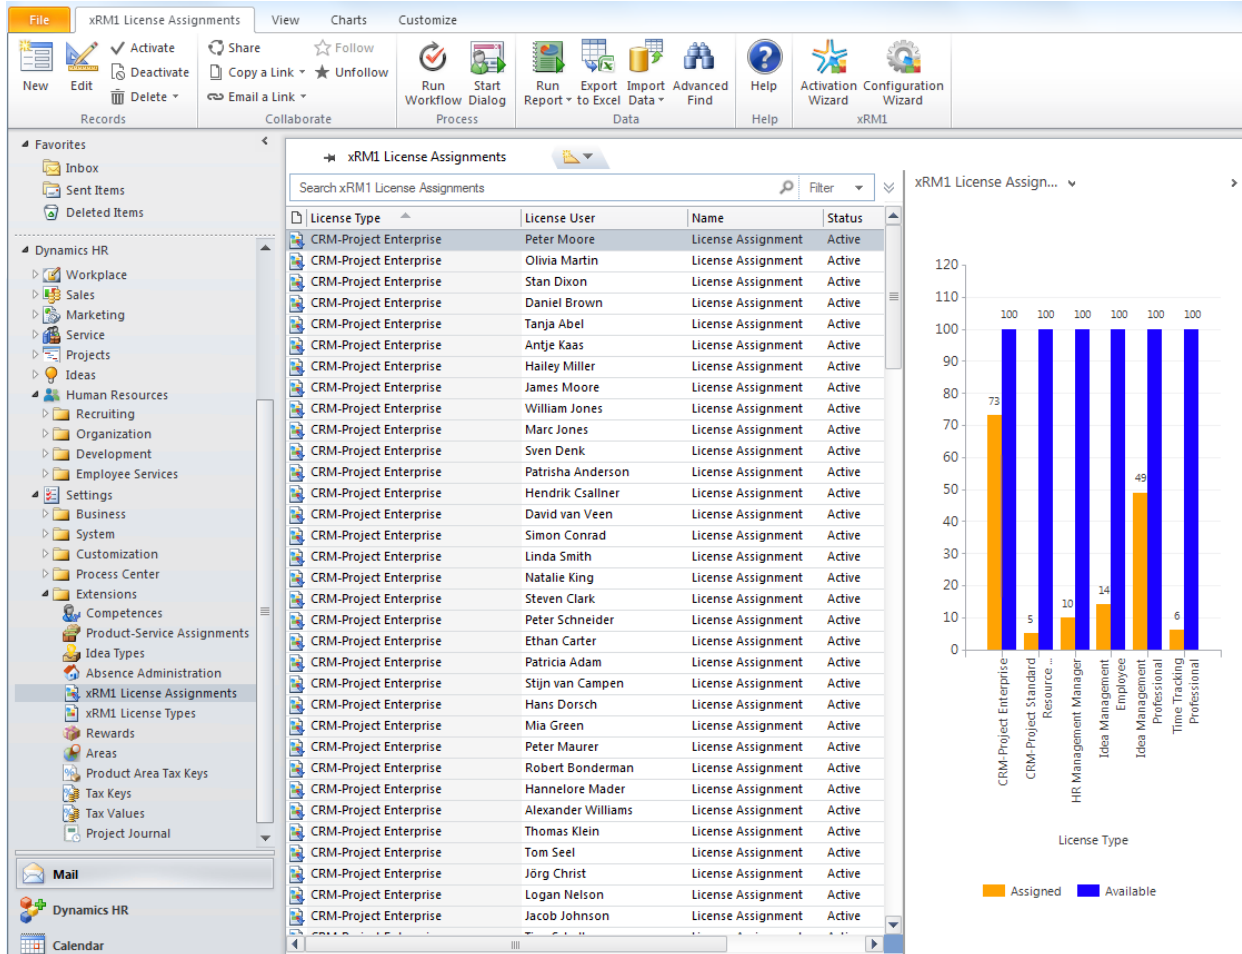 File xRM1 License Assignments View Charts Customize
New Edit Activate Deactivate Delete
Records
Share Follow
Copy a Link Unfollow
Email a Link
Collaborate
Run Workflow Start Dialog
Process
Run Report Export to Excel Import Data Advanced Find
Data
Help
Help
Activation Wizard Configuration Wizard
xRM1
Favorites
Inbox
Sent Items
Deleted Items
Dynamics HR
Workplace
Sales
Marketing
Service
Projects
Ideas
Human Resources
Recruiting
Organization
Development
Employee Services
Settings
Business
System
Customization
Process Center
Extensions
Competences
Product-Service Assignments
Idea Types
Absence Administration
xRM1 License Assignments
xRM1 License Types
Rewards
Areas
Product Area Tax Keys
Tax Keys
Tax Values
Project Journal
Mail
Dynamics HR
Calendar
xRM1 License Assignments
Search xRM1 License Assignments Filter
License Type License User Name Status
CRM-Project Enterprise Peter Moore License Assignment Active
CRM-Project Enterprise Olivia Martin License Assignment Active
CRM-Project Enterprise Stan Dixon License Assignment Active
CRM-Project Enterprise Daniel Brown License Assignment Active
CRM-Project Enterprise Tanja Abel License Assignment Active
CRM-Project Enterprise Antje Kaas License Assignment Active
CRM-Project Enterprise Hailey Miller License Assignment Active
CRM-Project Enterprise James Moore License Assignment Active
CRM-Project Enterprise William Jones License Assignment Active
CRM-Project Enterprise Marc Jones License Assignment Active
CRM-Project Enterprise Sven Denk License Assignment Active
CRM-Project Enterprise Patrisha Anderson License Assignment Active
CRM-Project Enterprise Hendrik Csallner License Assignment Active
CRM-Project Enterprise David van Veen License Assignment Active
CRM-Project Enterprise Simon Conrad License Assignment Active
CRM-Project Enterprise Linda Smith License Assignment Active
CRM-Project Enterprise Natalie King License Assignment Active
CRM-Project Enterprise Steven Clark License Assignment Active
CRM-Project Enterprise Peter Schneider License Assignment Active
CRM-Project Enterprise Ethan Carter License Assignment Active
CRM-Project Enterprise Patricia Adam License Assignment Active
CRM-Project Enterprise Stijn van Campen License Assignment Active
CRM-Project Enterprise Hans Dorsch License Assignment Active
CRM-Project Enterprise Mia Green License Assignment Active
CRM-Project Enterprise Peter Maurer License Assignment Active
CRM-Project Enterprise Robert Bonderman License Assignment Active
CRM-Project Enterprise Hannelore Mader License Assignment Active
CRM-Project Enterprise Alexander Williams License Assignment Active
CRM-Project Enterprise Thomas Klein License Assignment Active
CRM-Project Enterprise Tom Seel License Assignment Active
CRM-Project Enterprise Jörg Christ License Assignment Active
CRM-Project Enterprise Logan Nelson License Assignment Active
CRM-Project Enterprise Jacob Johnson License Assignment Active
xRM1 License Assign...
120
110
100
90
80
70
60
50
40
30
20
10
0
100 100 100 100 100 100
73 5 10 14 49 6
CRM-Project Enterprise
CRM-Project Standard
Resource ...
HR Management Manager
Idea Management
Employee
Idea Management
Professional
Time Tracking
Professional
License Type
Assigned Available